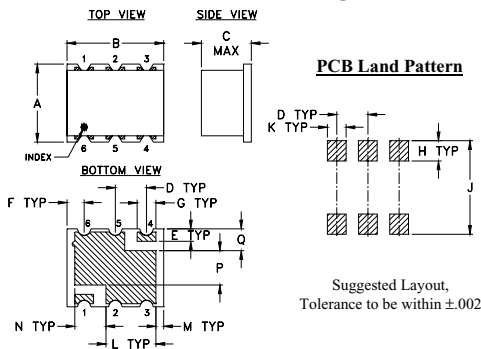 TOP VIEW
SIDE VIEW
B
C
MAX
1 2 3
A
6 5 4
INDEX
BOTTOM VIEW
D TYP
F TYP
G TYP
6 5 4
E TYP
Q
P
1 2 3
N TYP
M TYP
L TYP
PCB Land Pattern
D TYP
K TYP
H TYP
J
Suggested Layout,
Tolerance to be within ±.002